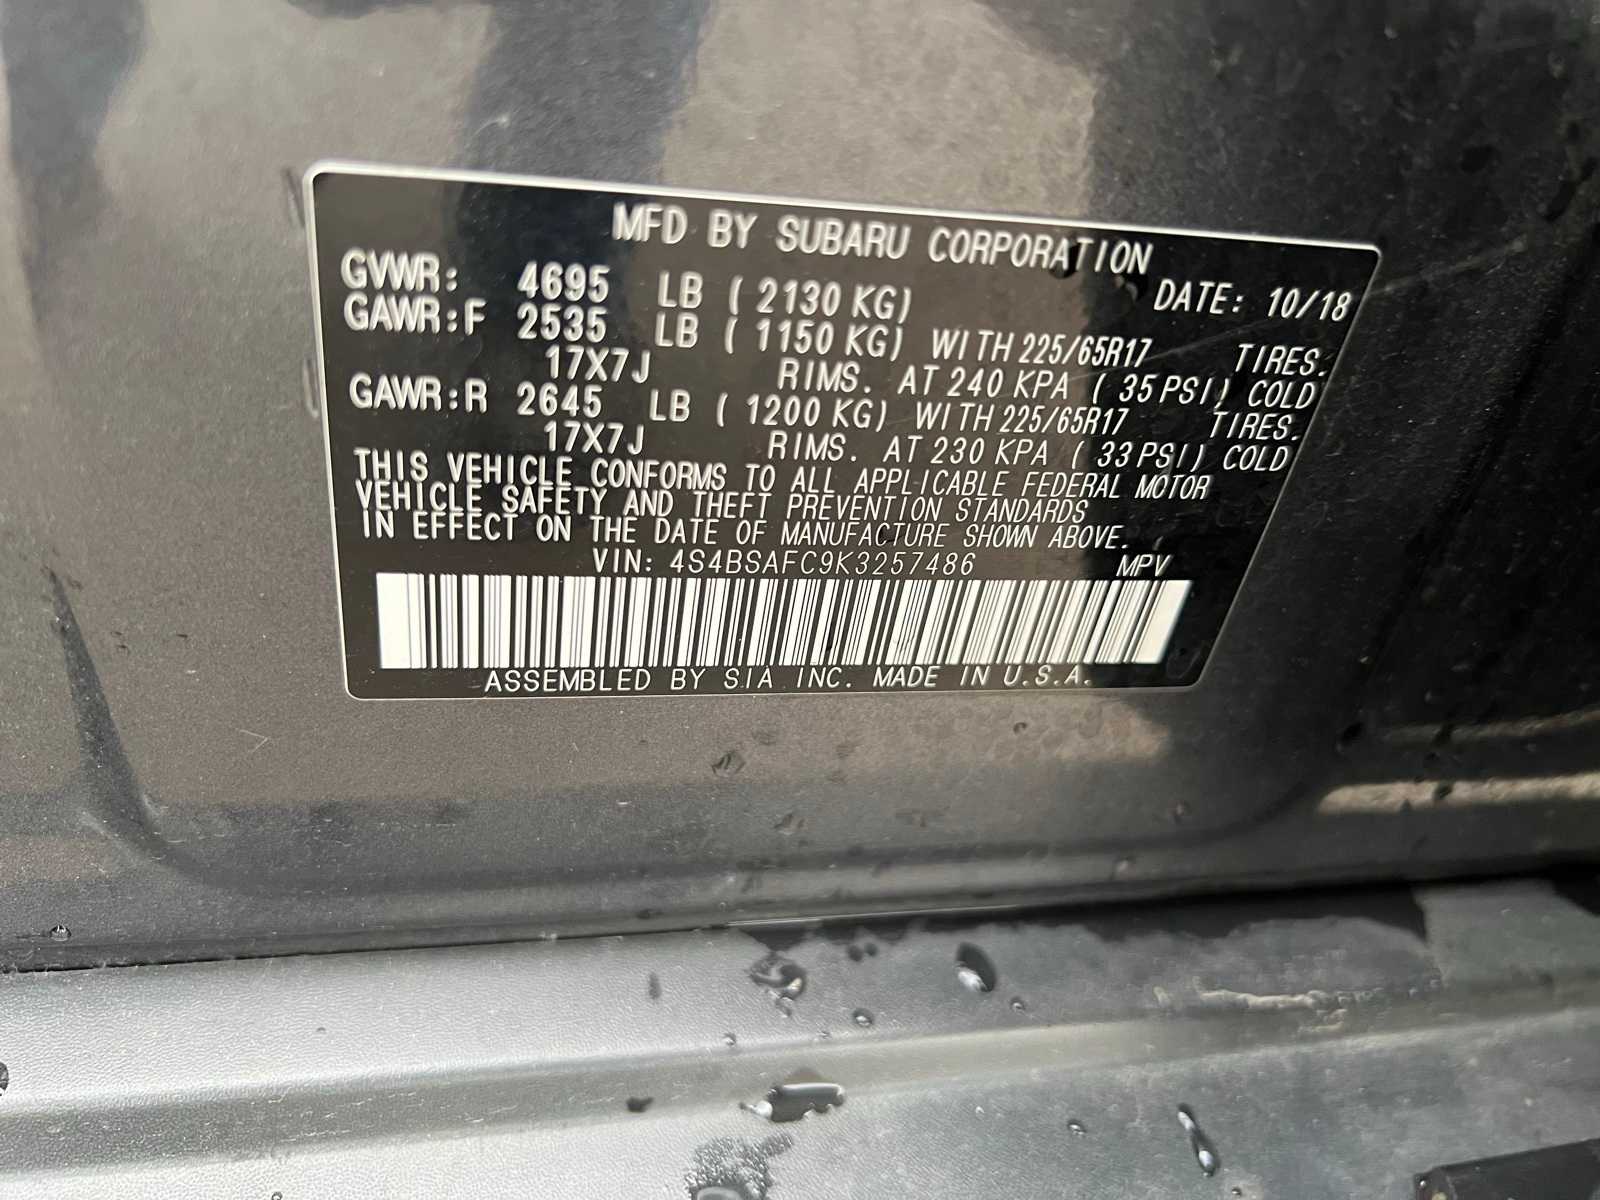 MFD BY SUBARU CORPORATION
GVWR: 4695 LB ( 2130 KG) DATE: 10/18
GAWR:F 2535 LB ( 1150 KG) WITH 225/65R17 TIRES.
17X7J RIMS. AT 240 KPA ( 35 PSI) COLD
GAWR:R 2645 LB ( 1200 KG) WITH 225/65R17 TIRES.
17X7J RIMS. AT 230 KPA ( 33 PSI) COLD
THIS VEHICLE CONFORMS TO ALL APPLICABLE FEDERAL MOTOR
VEHICLE SAFETY AND THEFT PREVENTION STANDARDS
IN EFFECT ON THE DATE OF MANUFACTURE SHOWN ABOVE.
VIN: 4S4BSAFC9K3257486 MPV
ASSEMBLED BY SIA INC. MADE IN U.S.A.